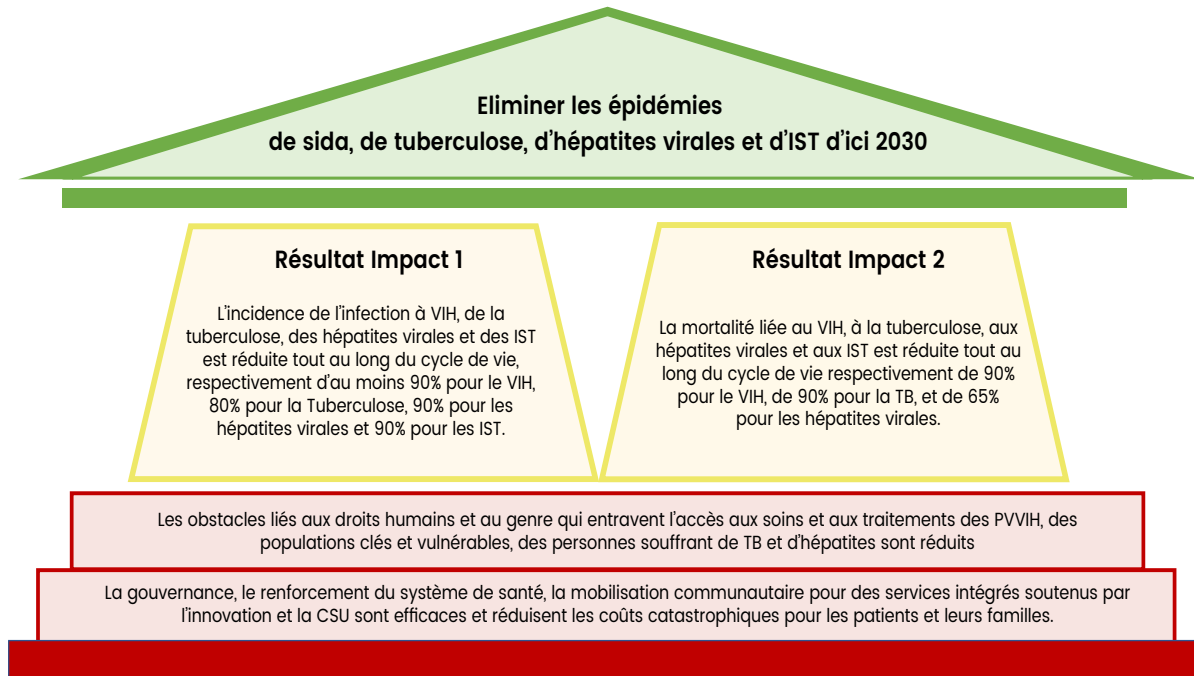 Eliminer les épidémies
de sida, de tuberculose, d'hépatites virales et d'IST d'ici 2030
Résultat Impact 1
L'incidence de l'infection à VIH, de la
tuberculose, des hépatites virales et des IST
est réduite tout au long du cycle de vie,
respectivement d'au moins 90% pour le VIH,
80% pour la Tuberculose, 90% pour les
hépatites virales et 90% pour les IST.
Résultat Impact 2
La mortalité liée au VIH, à la tuberculose, aux
hépatites virales et aux IST est réduite tout au
long du cycle de vie respectivement de 90%
pour le VIH, de 90% pour la TB, et de 65%
pour les hépatites virales.
Les obstacles liés aux droits humains et au genre qui entravent l'accès aux soins et aux traitements des PVVIH, des
populations clés et vulnérables, des personnes souffrant de TB et d'hépatites sont réduits
La gouvernance, le renforcement du système de santé, la mobilisation communautaire pour des services intégrés soutenus par
l'innovation et la CSU sont efficaces et réduisent les coûts catastrophiques pour les patients et leurs familles.